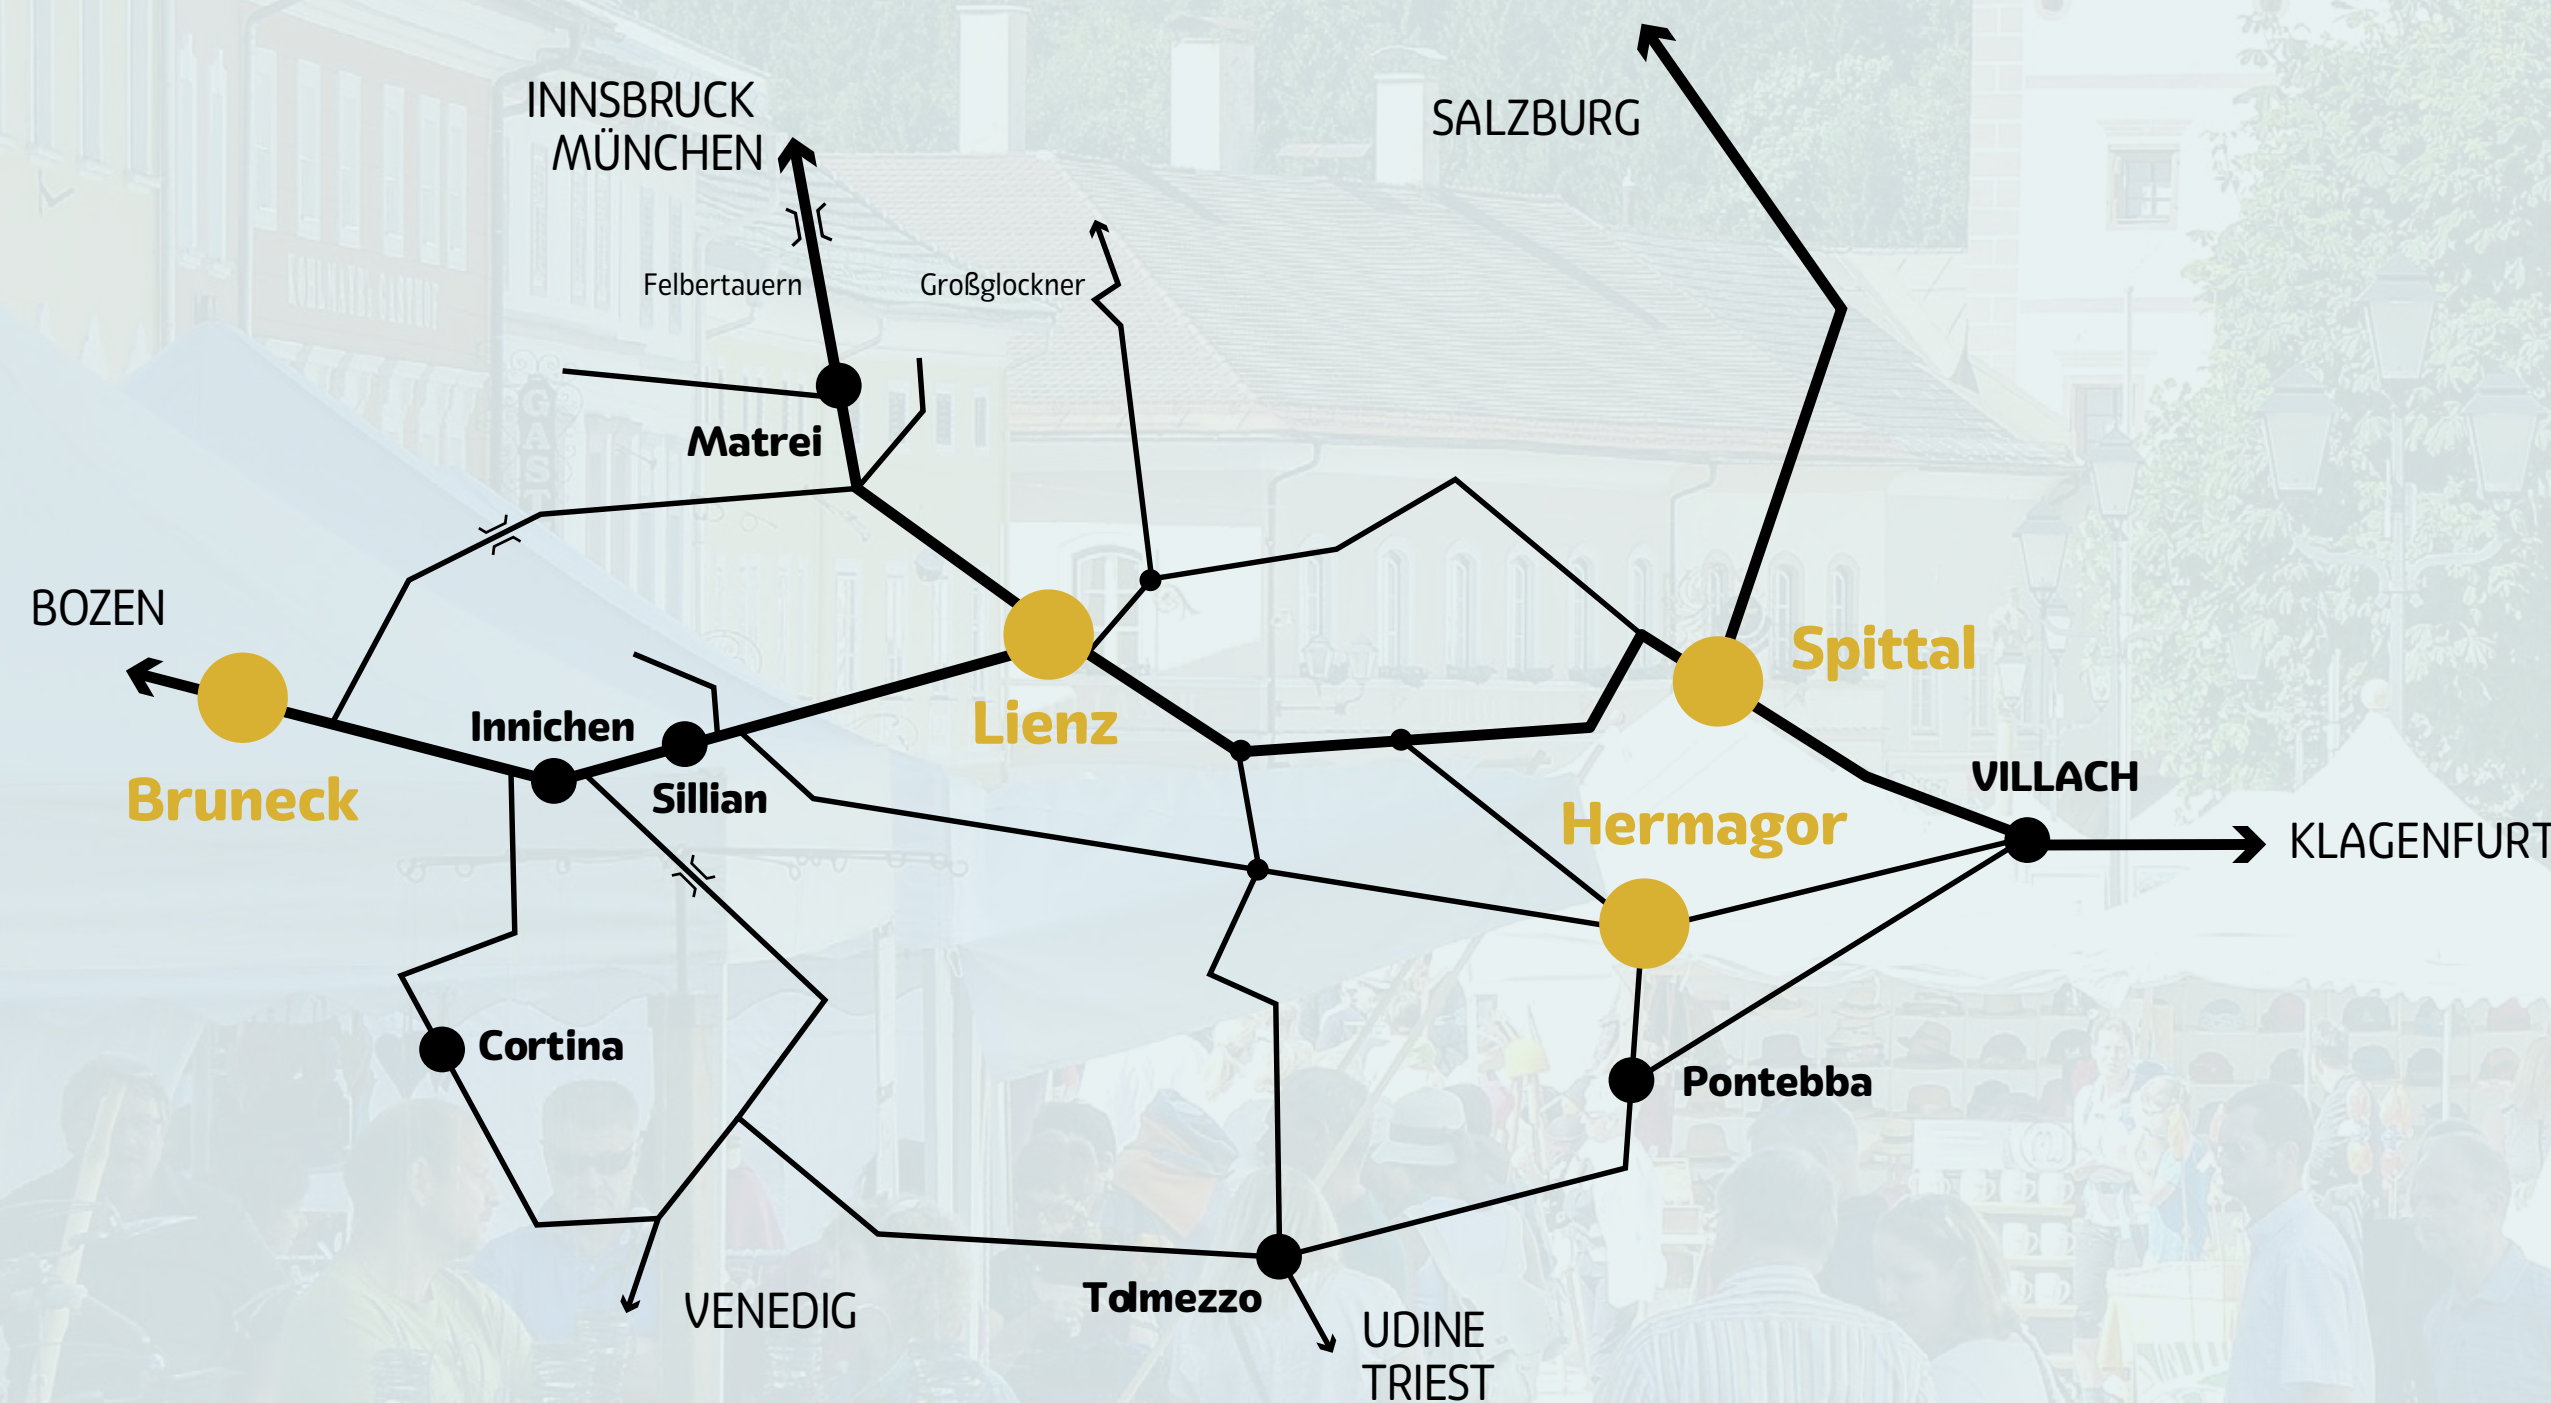 INNSBRUCK
MÜNCHEN
SALZBURG
Felbertauern
Großglockner
Matrei
BOZEN
Spittal
Innichen
Lienz
VILLACH
Bruneck
Sillian
Hermagor
KLAGENFURT
Cortina
Pontebba
Tolmezzo
VENEDIG
UDINE
TRIEST
GAST